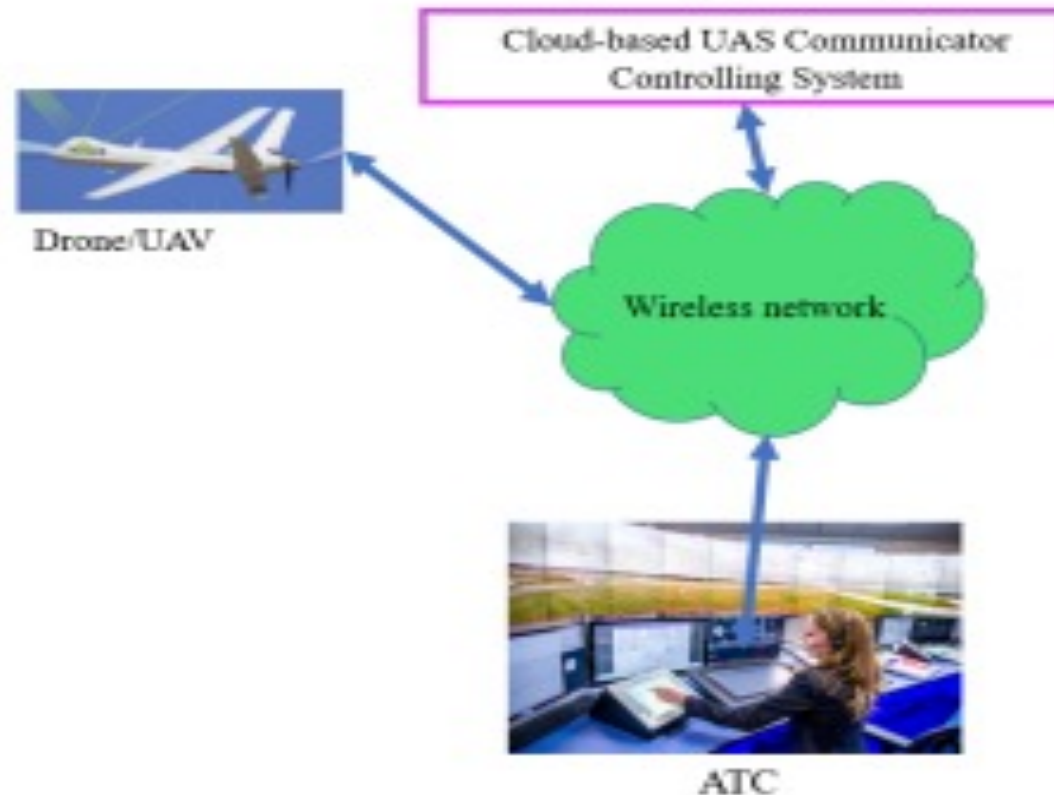 Cloud-based UAS Communicator
Controlling System
Drone/UAV
Wireless network
ATC